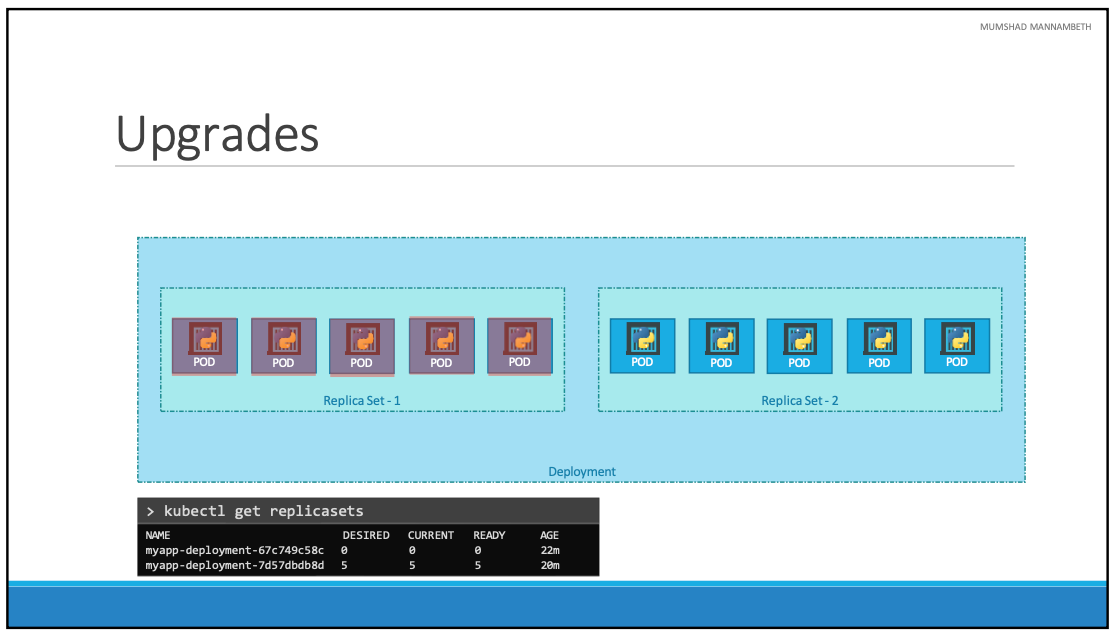 MUMSHAD MANNAMBETH
Upgrades
POD POD POD POD POD
Replica Set - 1
POD POD POD POD POD
Replica Set - 2
Deployment
> kubectl get replicasets
NAME DESIRED CURRENT READY AGE
myapp-deployment-67c749c58c 0 0 0 22m
myapp-deployment-7d57dbdb8d 5 5 5 20m